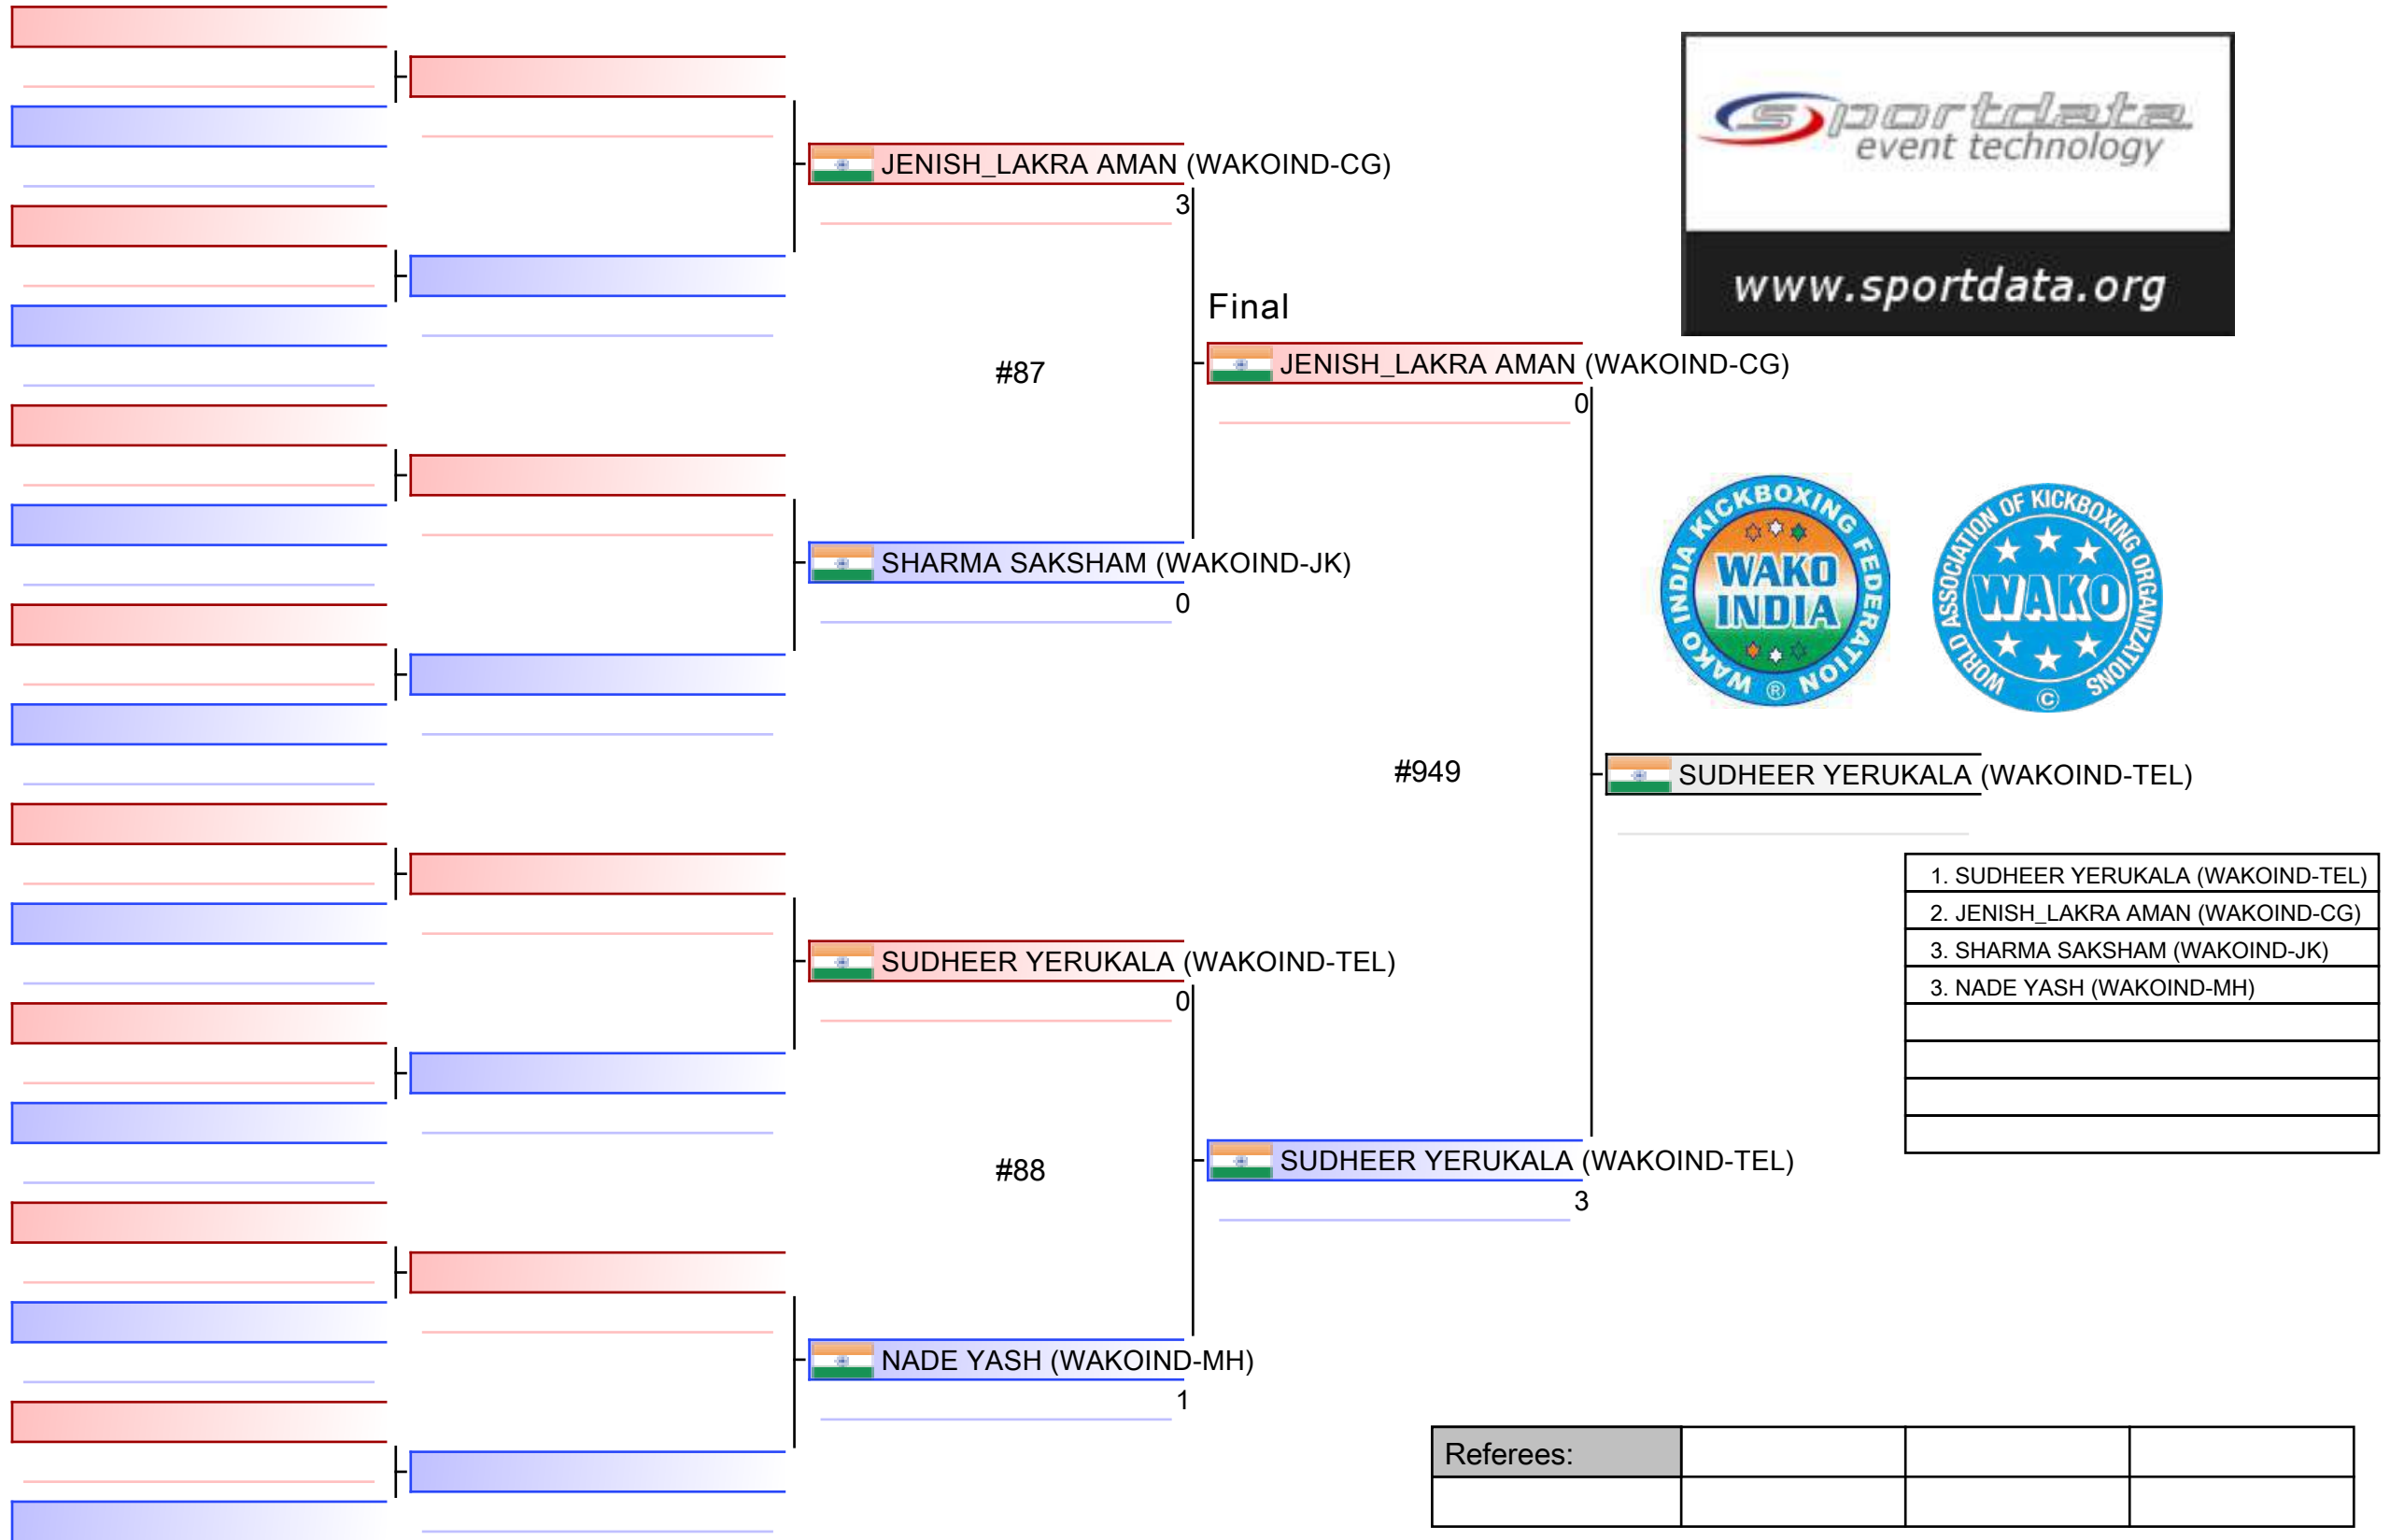 sportdata
event technology
www.sportdata.org
JENISH_LAKRA AMAN (WAKOIND-CG)
3
Final
#87
JENISH_LAKRA AMAN (WAKOIND-CG)
0
WAKO INDIA KICKBOXING FEDERATION
WAKO
INDIA
®
WORLD ASSOCIATION OF KICKBOXING ORGANIZATIONS
WAKO
©
SHARMA SAKSHAM (WAKOIND-JK)
0
#949
SUDHEER YERUKALA (WAKOIND-TEL)
1. SUDHEER YERUKALA (WAKOIND-TEL)
2. JENISH_LAKRA AMAN (WAKOIND-CG)
3. SHARMA SAKSHAM (WAKOIND-JK)
3. NADE YASH (WAKOIND-MH)
SUDHEER YERUKALA (WAKOIND-TEL)
0
#88
SUDHEER YERUKALA (WAKOIND-TEL)
3
NADE YASH (WAKOIND-MH)
1
Referees: